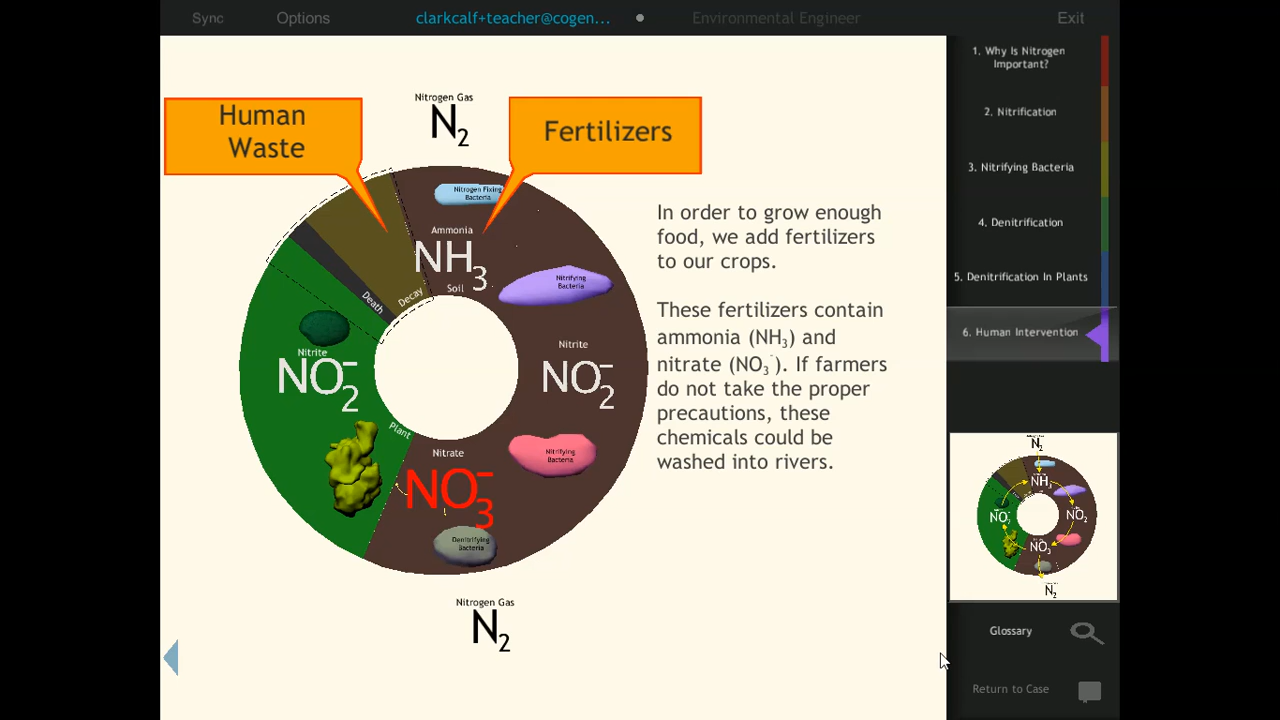 Sync
Options
clarkcalf+teacher@cogen...
Environmental Engineer
Exit
Human
Waste
Nitrogen Gas
N2
Fertilizers
Nitrogen Fixing
Bacteria
Ammonia
NH3
Soil
Death
Decay
Nitrifying
Bacteria
Nitrite
NO2−
Nitrite
NO2−
Plant
Nitrate
NO3−
Nitrifying
Bacteria
Denitrifying
Bacteria
Nitrogen Gas
N2
In order to grow enough
food, we add fertilizers
to our crops.
These fertilizers contain
ammonia (NH3) and
nitrate (NO3-). If farmers
do not take the proper
precautions, these
chemicals could be
washed into rivers.
1. Why Is Nitrogen
Important?
2. Nitrification
3. Nitrifying Bacteria
4. Denitrification
5. Denitrification In Plants
6. Human Intervention
N2
NH3
NO2
NO2
NO3
N2
Glossary
Return to Case